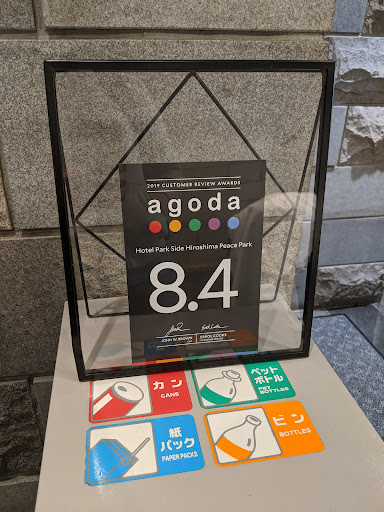 2019 CUSTOMER REVIEW AWARDS
agoda
Hotel Park Side Hiroshima Peace Park
8.4
JOHN W. BROWN
ERROL COOKE
カン
CANS
ペット
ボトル
PET
BOTTLES
紙
パック
PAPER PACKS
ビン
BOTTLES